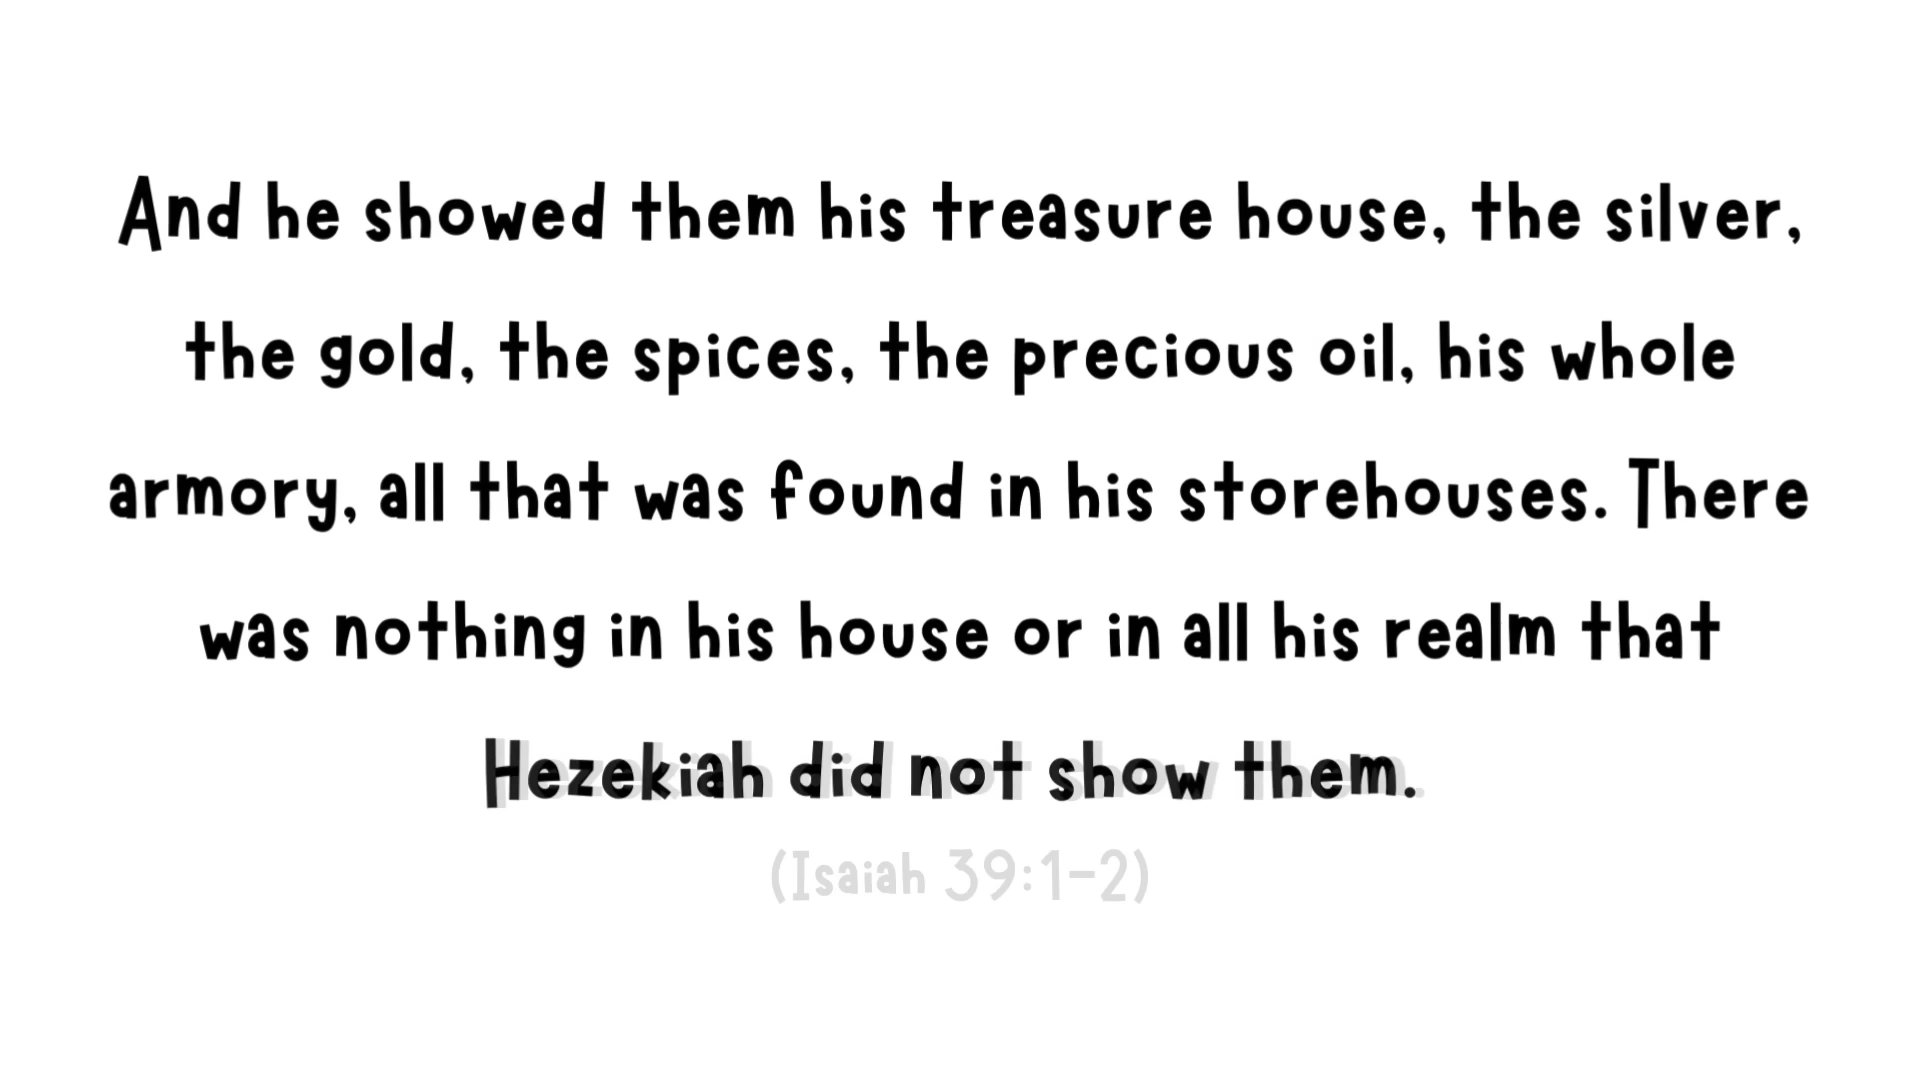 And he showed them his treasure house, the silver,
the gold, the spices, the precious oil, his whole
armory, all that was found in his storehouses. There
was nothing in his house or in all his realm that
Hezekiah did not show them.
(Isaiah 39:1-2)